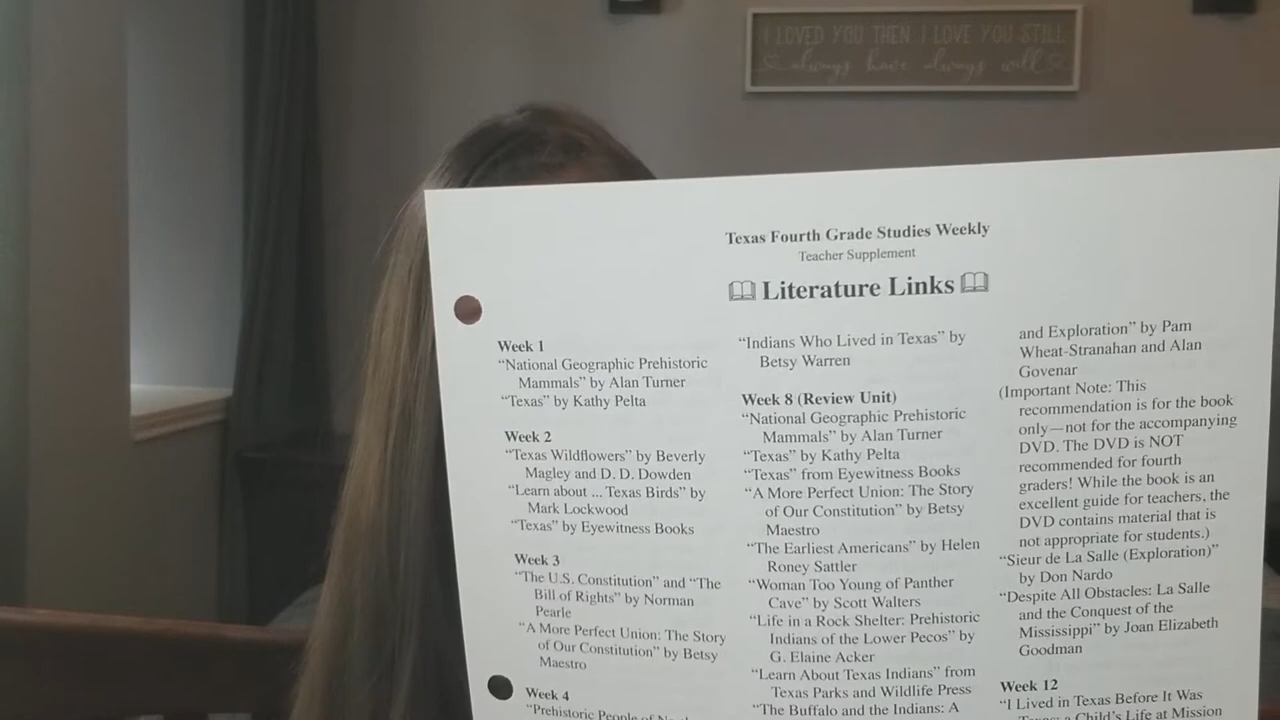 I LOVED YOU THEN I LOVE YOU STILL
always have always will
Texas Fourth Grade Studies Weekly
Teacher Supplement
Literature Links
Week 1
“National Geographic Prehistoric
Mammals” by Alan Turner
“Texas” by Kathy Pelta
Week 2
“Texas Wildflowers” by Beverly
Magley and D. D. Dowden
“Learn about ... Texas Birds” by
Mark Lockwood
“Texas” by Eyewitness Books
Week 3
“The U.S. Constitution” and “The
Bill of Rights” by Norman
Pearle
“A More Perfect Union: The Story
of Our Constitution” by Betsy
Maestro
Week 4
“Prehistoric People of
“Indians Who Lived in Texas” by
Betsy Warren
Week 8 (Review Unit)
“National Geographic Prehistoric
Mammals” by Alan Turner
“Texas” by Kathy Pelta
“Texas” from Eyewitness Books
“A More Perfect Union: The Story
of Our Constitution” by Betsy
Maestro
“The Earliest Americans” by Helen
Roney Sattler
“Woman Too Young of Panther
Cave” by Scott Walters
“Life in a Rock Shelter: Prehistoric
Indians of the Lower Pecos” by
G. Elaine Acker
“Learn About Texas Indians” from
Texas Parks and Wildlife Press
“The Buffalo and the Indians: A
and Exploration” by Pam
Wheat-Stranahan and Alan
Govenar
(Important Note: This
recommendation is for the book
only—not for the accompanying
DVD. The DVD is NOT
recommended for fourth
graders! While the book is an
excellent guide for teachers, the
DVD contains material that is
not appropriate for students.)
“Sieur de La Salle (Exploration)”
by Don Nardo
“Despite All Obstacles: La Salle
and the Conquest of the
Mississippi” by Joan Elizabeth
Goodman
Week 12
“I Lived in Texas Before It Was
Texas: a Child's Life at Mission